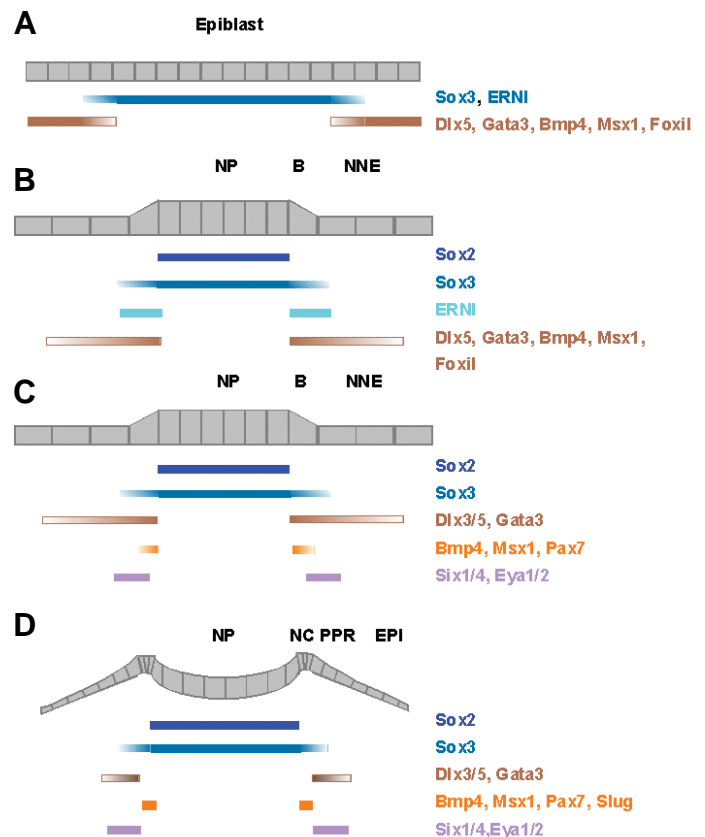 A
Epiblast
Sox3, ERNI
Dlx5, Gata3, Bmp4, Msx1, Foxil
B
NP B NNE
Sox2
Sox3
ERNI
Dlx5, Gata3, Bmp4, Msx1,
Foxil
C
NP B NNE
Sox2
Sox3
Dlx3/5, Gata3
Bmp4, Msx1, Pax7
Six1/4, Eya1/2
D
NP NC PPR EPI
Sox2
Sox3
Dlx3/5, Gata3
Bmp4, Msx1, Pax7, Slug
Six1/4,Eya1/2